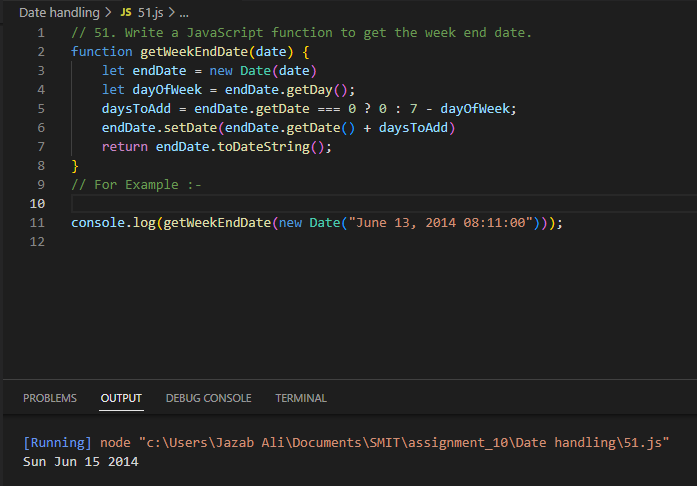 Date handling > JS 51.js > ...
1 // 51. Write a JavaScript function to get the week end date.
2 function getWeekEndDate(date) {
3 let endDate = new Date(date)
4 let dayOfWeek = endDate.getDay();
5 daysToAdd = endDate.getDate === 0 ? 0 : 7 - dayOfWeek;
6 endDate.setDate(endDate.getDate() + daysToAdd)
7 return endDate.toDateString();
8 }
9 // For Example :-
10
11 console.log(getWeekEndDate(new Date("June 13, 2014 08:11:00")));
12
PROBLEMS OUTPUT DEBUG CONSOLE TERMINAL
[Running] node "c:\Users\Jazab Ali\Documents\SMIT\assignment_10\Date handling\51.js"
Sun Jun 15 2014